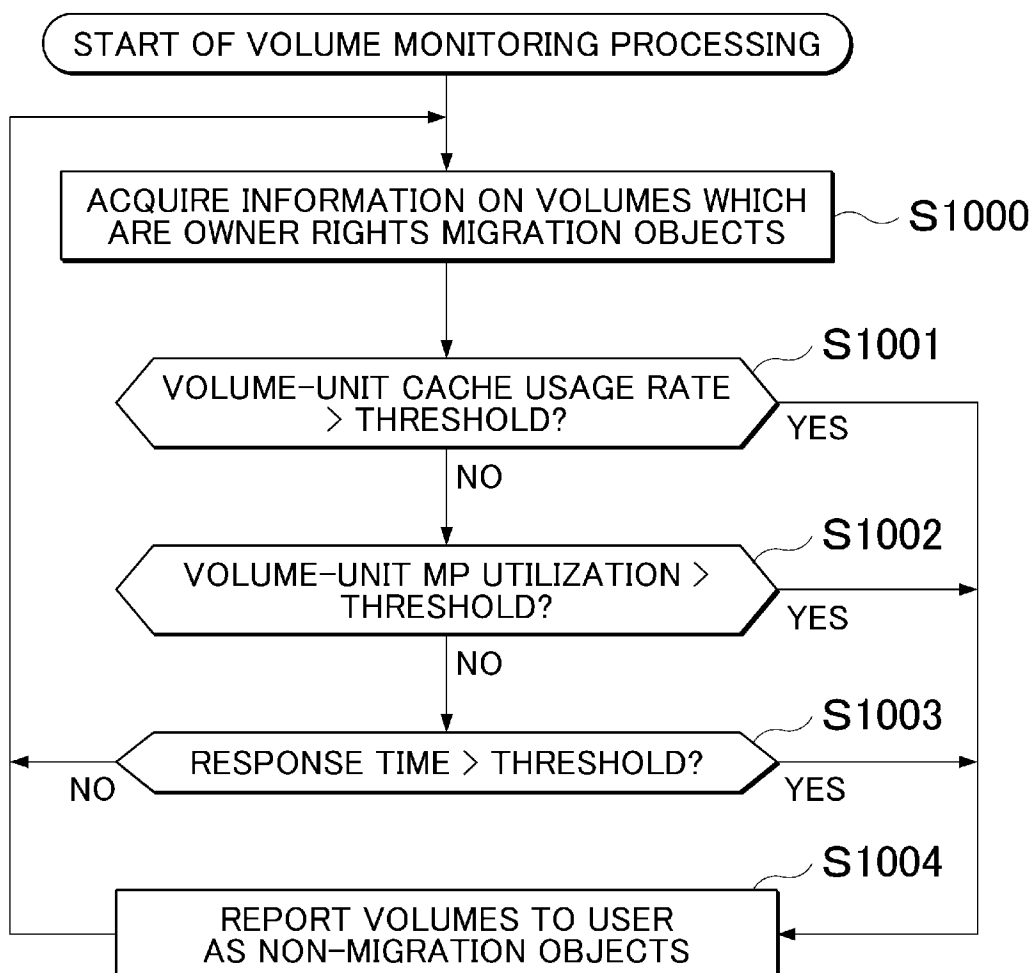 START OF VOLUME MONITORING PROCESSING
ACQUIRE INFORMATION ON VOLUMES WHICH
ARE OWNER RIGHTS MIGRATION OBJECTS
S1000
S1001
VOLUME-UNIT CACHE USAGE RATE
> THRESHOLD?
YES
NO
S1002
VOLUME-UNIT MP UTILIZATION >
THRESHOLD?
YES
NO
S1003
RESPONSE TIME > THRESHOLD?
NO
YES
S1004
REPORT VOLUMES TO USER
AS NON-MIGRATION OBJECTS